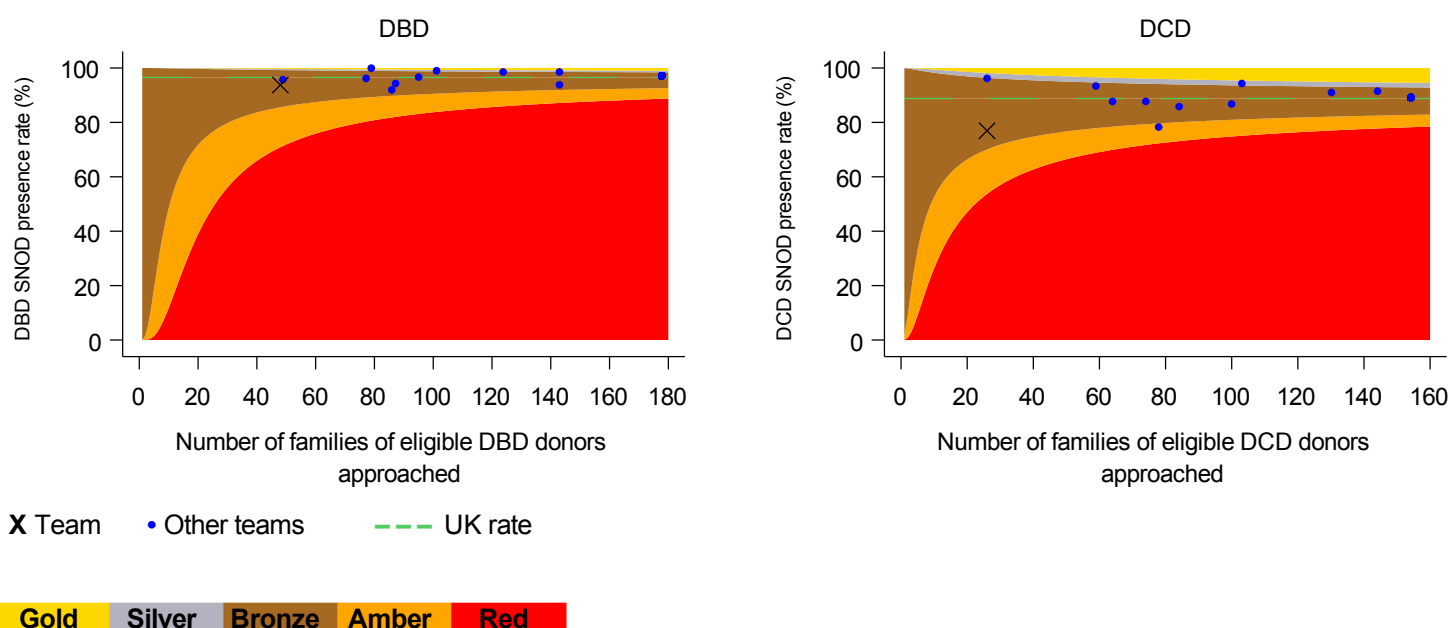 DBD
DBD SNOD presence rate (%)
100
80
60
40
20
0
0 20 40 60 80 100 120 140 160 180
Number of families of eligible DBD donors
approached
DCD
DCD SNOD presence rate (%)
100
80
60
40
20
0
0 20 40 60 80 100 120 140 160
Number of families of eligible DCD donors
approached
X Team • Other teams UK rate
Gold Silver Bronze Amber Red